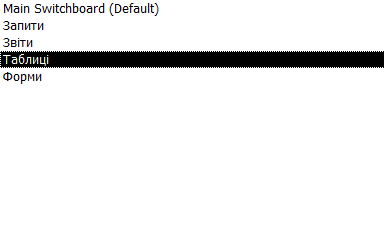 Main Switchboard (Default)
Запити
Звіти
Таблиці
Форми